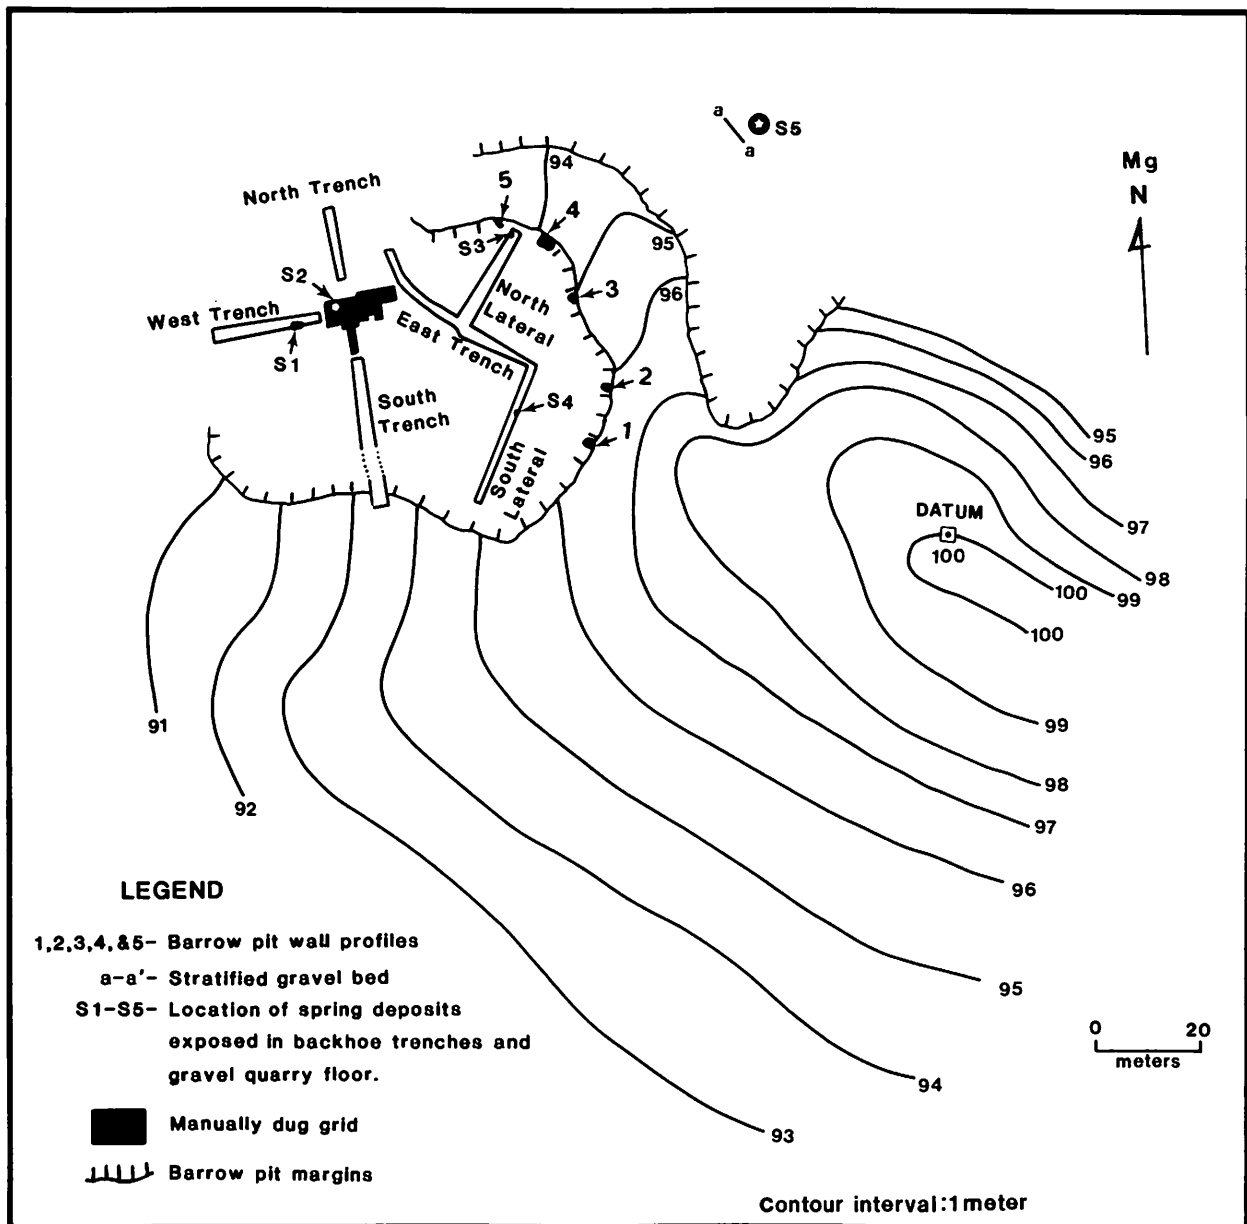 a
S5
a
Mg
N
94
5
4
North Trench
S3
95
S2
3
96
North
Lateral
West Trench
East Trench
S1
2
S4
South
Trench
1
South
Lateral
95
96
97
DATUM
100
98
100
99
100
91
99
98
92
97
96
LEGEND
1,2,3,4,&5- Barrow pit wall profiles
a-a'- Stratified gravel bed
S1-S5- Location of spring deposits
exposed in backhoe trenches and
gravel quarry floor.
95
0 20
meters
94
Manually dug grid
93
Barrow pit margins
Contour interval:1meter